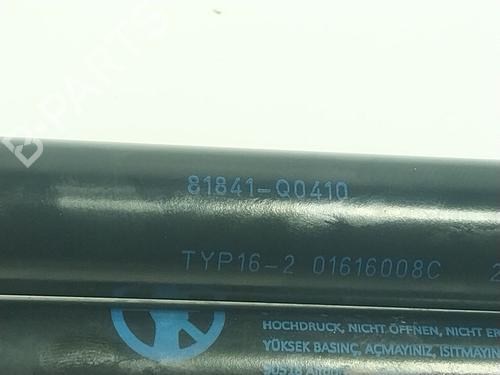 81841-Q0410
TYP16-2 01616008C
HOCHDRUCK, NICHT ÖFFNEN, NICHT ER
YÜKSEK BASINÇ, AÇMAYINIZ, ISITMAYIN